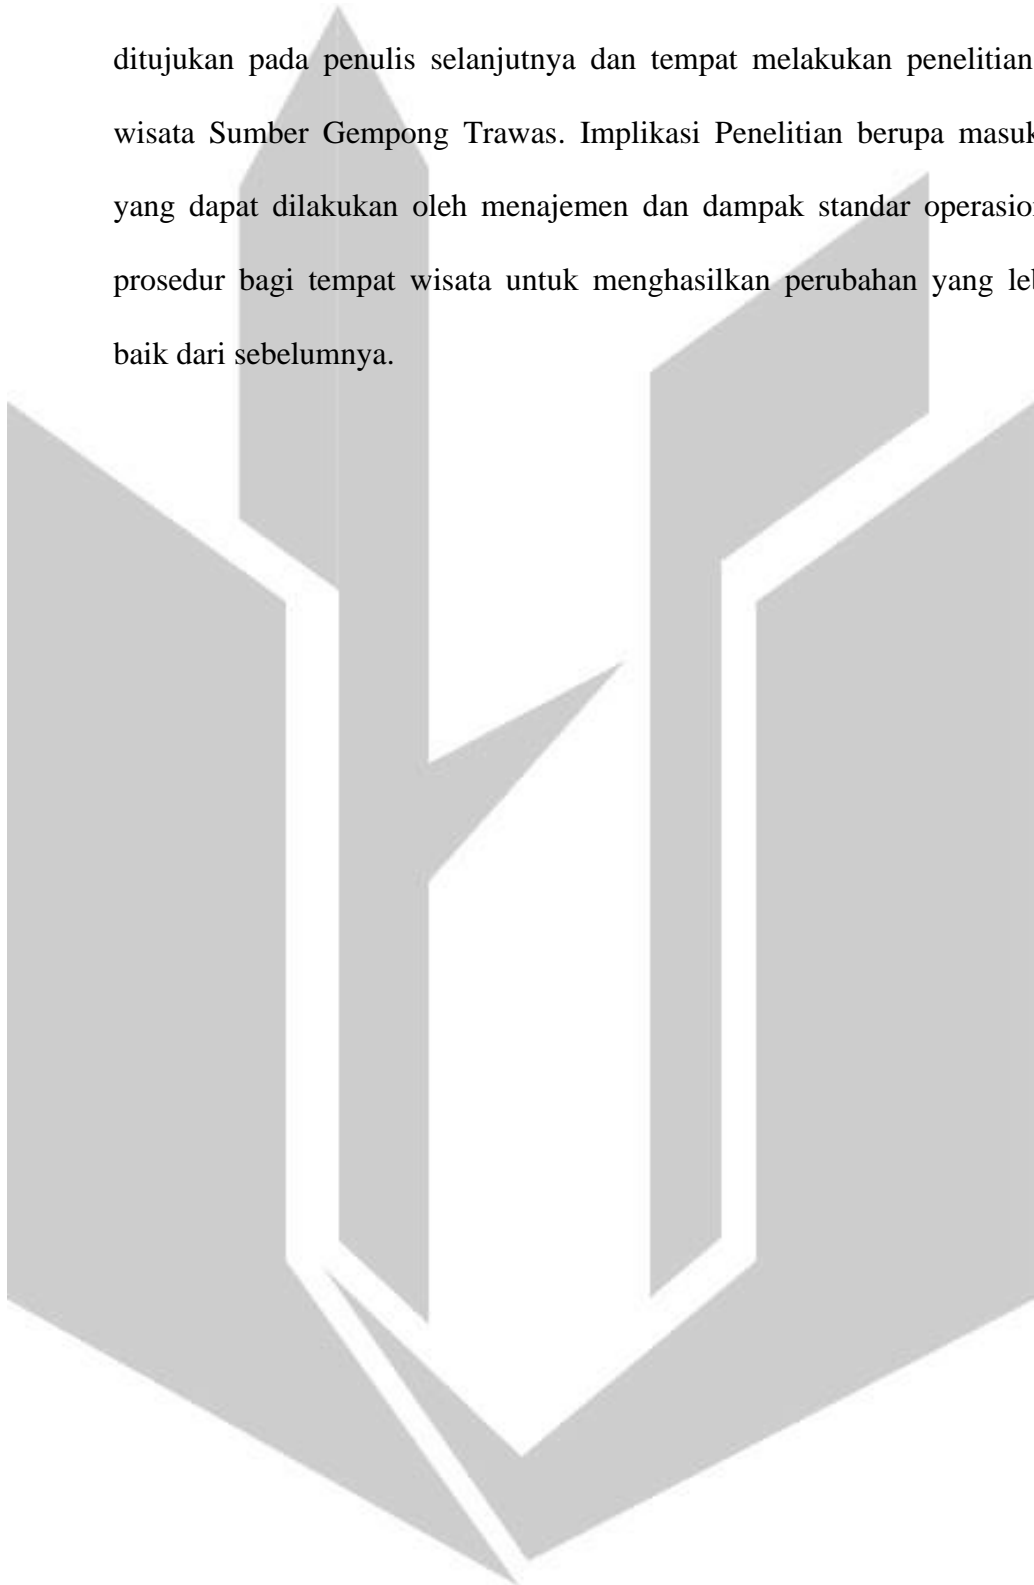 ditujukan pada penulis selanjutnya dan tempat melakukan penelitian
wisata Sumber Gempong Trawas. Implikasi Penelitian berupa masuk
yang dapat dilakukan oleh menajemen dan dampak standar operasion
prosedur bagi tempat wisata untuk menghasilkan perubahan yang leb
baik dari sebelumnya.